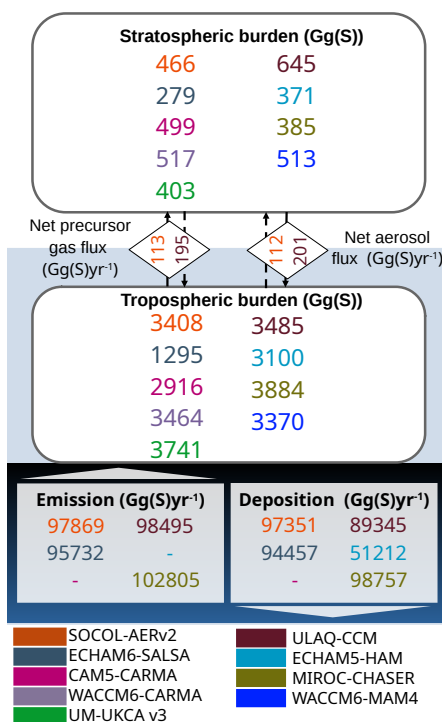 Stratospheric burden (Gg(S))
466 645
279 371
499 385
517 513
403
Net precursor gas flux (Gg(S)yr⁻¹)
113 195
112 201
Net aerosol flux (Gg(S)yr⁻¹)
Tropospheric burden (Gg(S))
3408 3485
1295 3100
2916 3884
3464 3370
3741
Emission (Gg(S)yr⁻¹)
97869 98495
95732 -
- 102805
Deposition (Gg(S)yr⁻¹)
97351 89345
94457 51212
- 98757
SOCOL-AERv2
ECHAM6-SALSA
CAM5-CARMA
WACCM6-CARMA
UM-UKCA v3
ULAQ-CCM
ECHAM5-HAM
MIROC-CHASER
WACCM6-MAM4